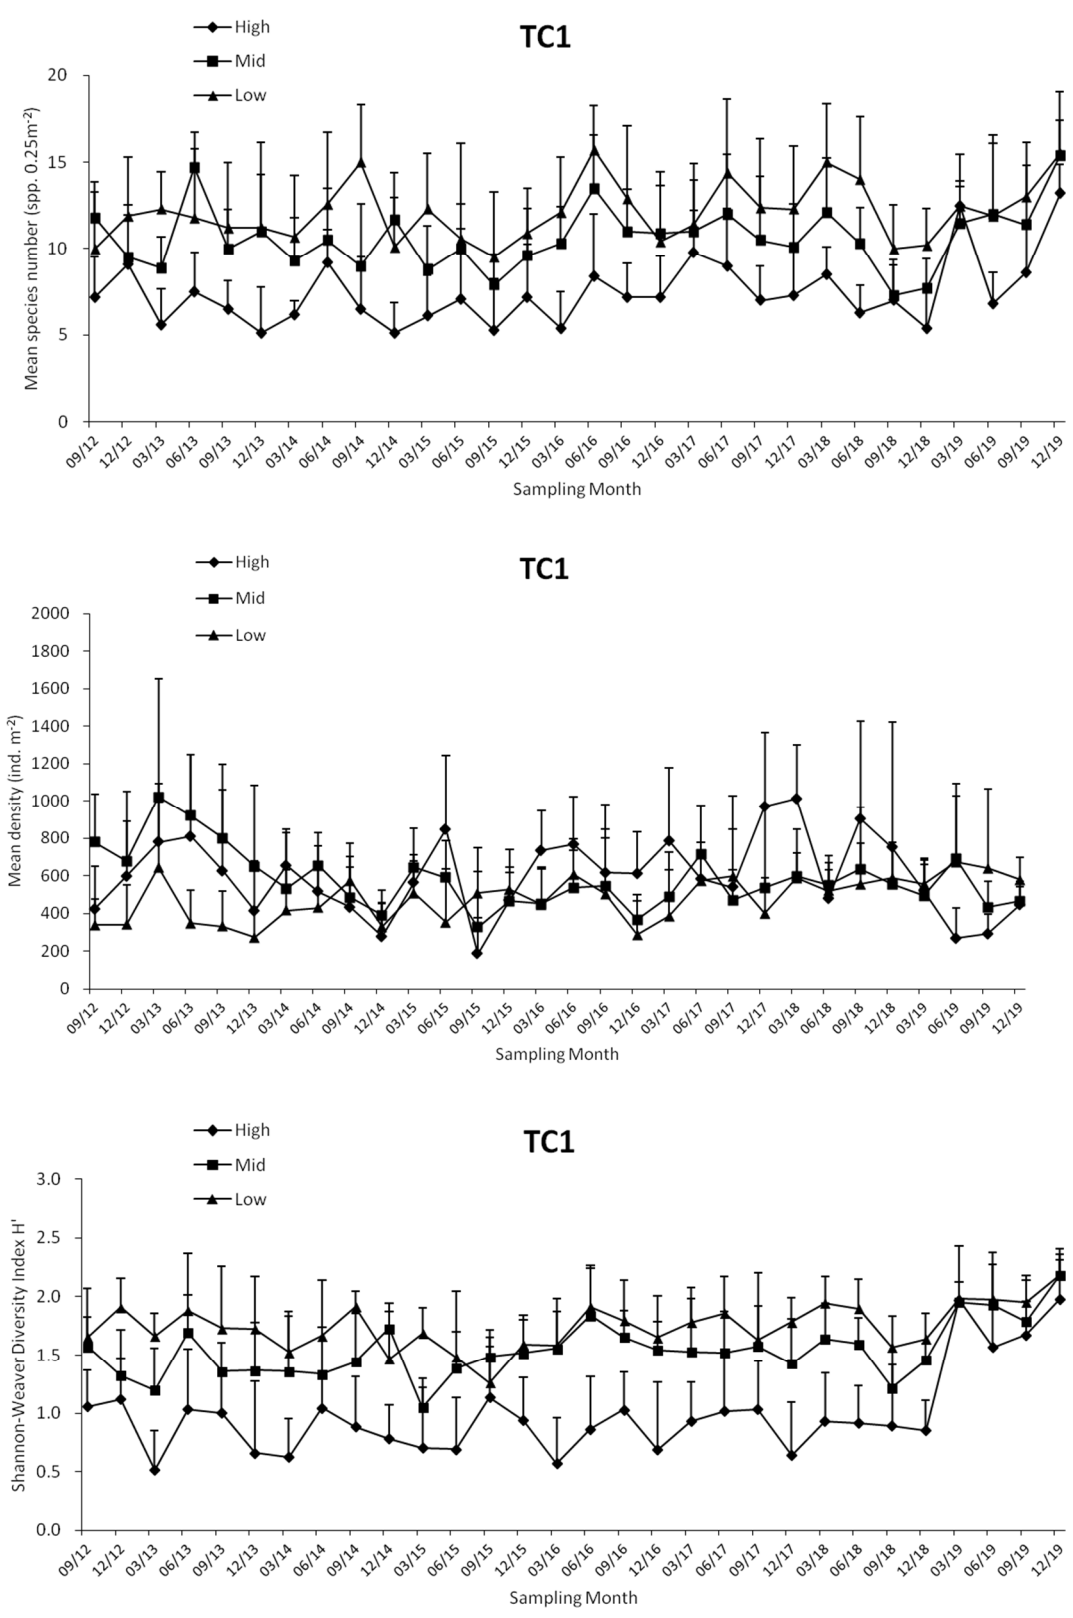 High
TC1
Mid
Low
Mean species number (spp. 0.25m-2)
20
15
10
5
0
09/12 12/12 03/13 06/13 09/13 12/13 03/14 06/14 09/14 12/14 03/15 06/15 09/15 12/15 03/16 06/16 09/16 12/16 03/17 06/17 09/17 12/17 03/18 06/18 09/18 12/18 03/19 06/19 09/19 12/19
Sampling Month
High
TC1
Mid
Low
Mean density (ind. m-2)
2000
1800
1600
1400
1200
1000
800
600
400
200
0
09/12 12/12 03/13 06/13 09/13 12/13 03/14 06/14 09/14 12/14 03/15 06/15 09/15 12/15 03/16 06/16 09/16 12/16 03/17 06/17 09/17 12/17 03/18 06/18 09/18 12/18 03/19 06/19 09/19 12/19
Sampling Month
High
TC1
Mid
Low
Shannon-Weaver Diversity Index H'
3.0
2.5
2.0
1.5
1.0
0.5
0.0
09/12 12/12 03/13 06/13 09/13 12/13 03/14 06/14 09/14 12/14 03/15 06/15 09/15 12/15 03/16 06/16 09/16 12/16 03/17 06/17 09/17 12/17 03/18 06/18 09/18 12/18 03/19 06/19 09/19 12/19
Sampling Month